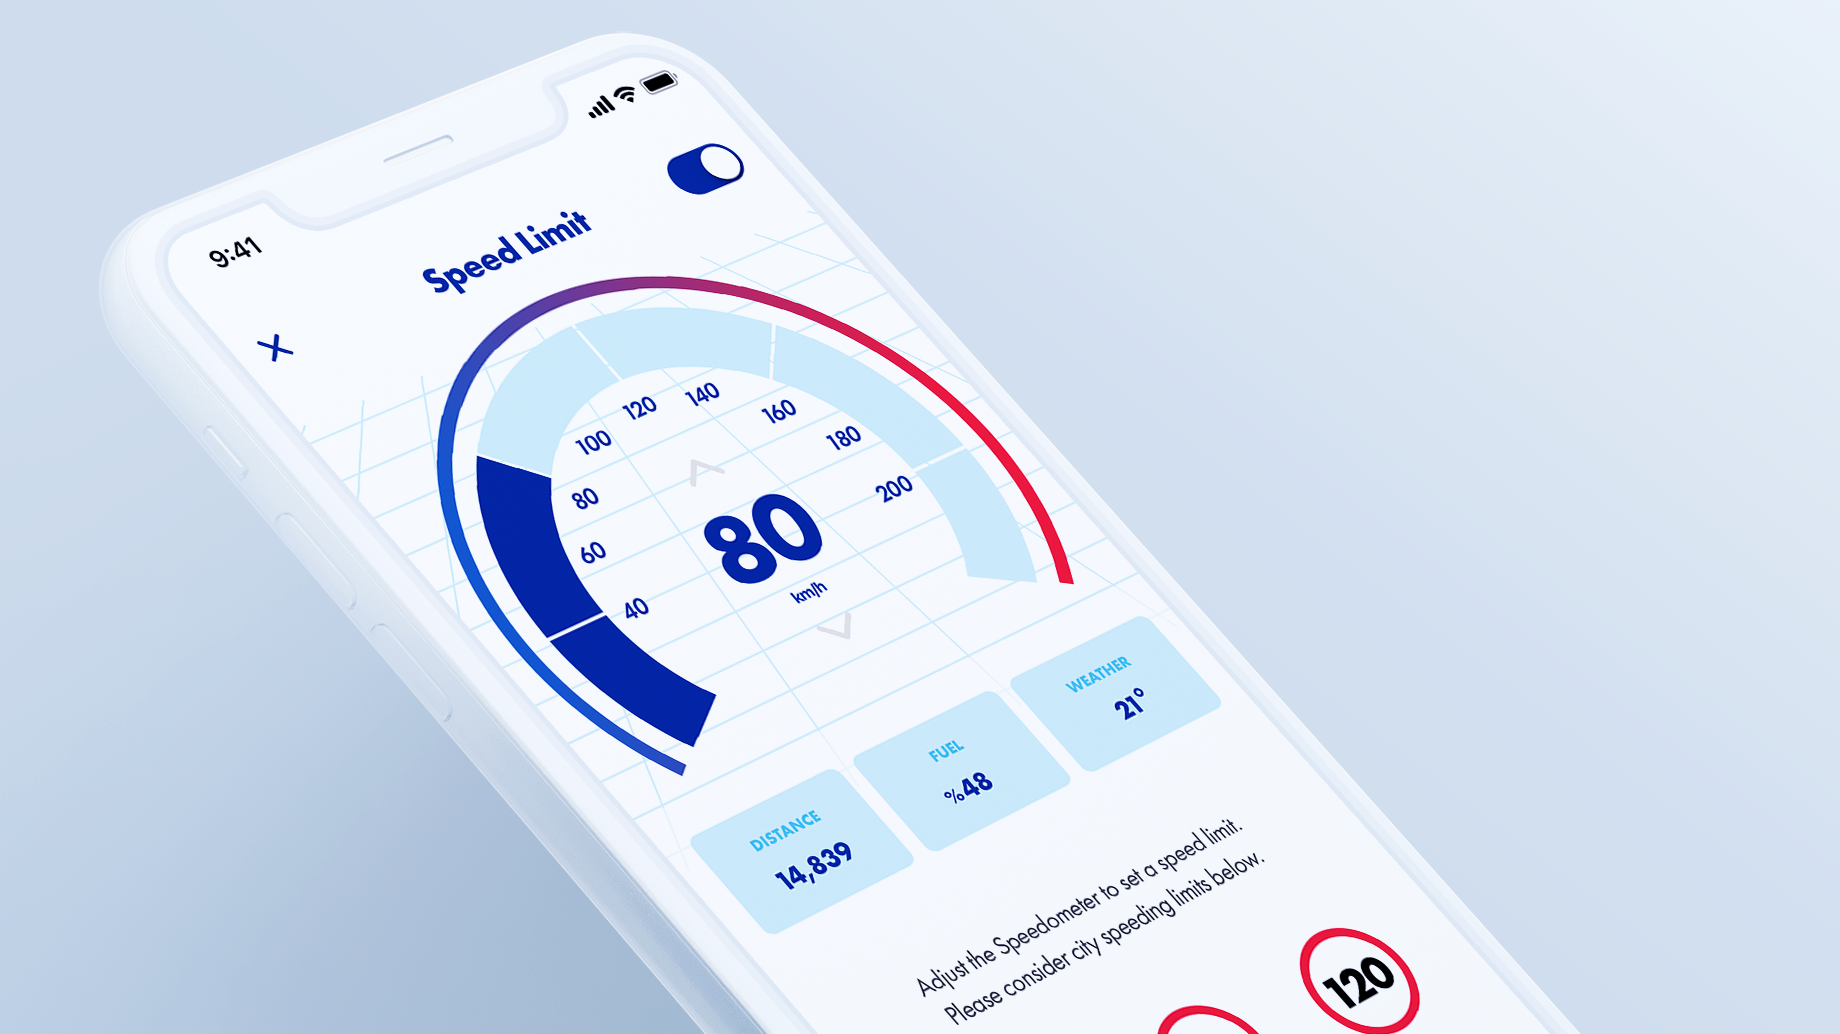 9:41
Speed Limit
40
60
80
100
120
140
160
180
200
80
km/h
DISTANCE
14,839
FUEL
%48
WEATHER
21°
Adjust the Speedometer to set a speed limit.
Please consider city speeding limits below.
120